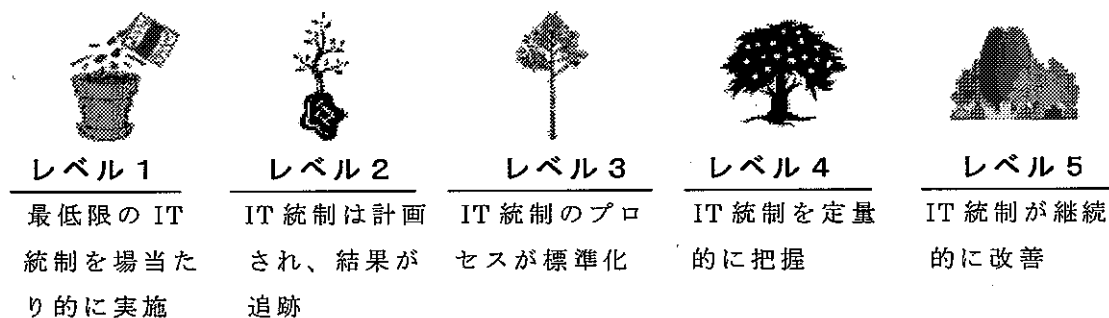 レベル1
最低限の IT
統制を場当た
り的に実施
レベル2
IT 統制は計画
され、結果が
追跡
レベル3
IT 統制のプロ
セスが標準化
レベル4
IT 統制を定量
的に把握
レベル5
IT 統制が継続
的に改善